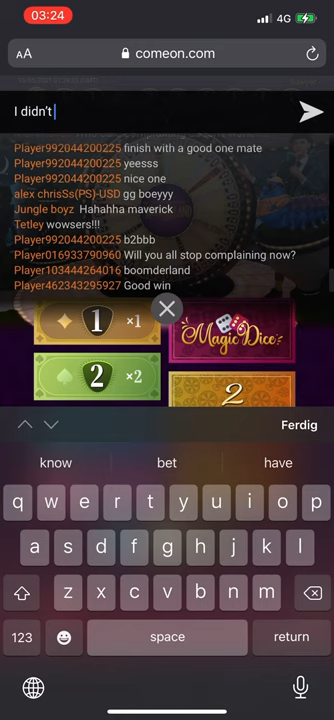 03:24
4G
AA
comeon.com
I didn't
Player992044200225 finish with a good one mate
Player992044200225 yeesss
Player992044200225 nice one
alex chrisSs(PS)-USD gg boeyyy
Jungle boyz Hahahha maverick
Tetley wowsers!!!
Player992044200225 b2bbb
Player016933790960 Will you all stop complaining now?
Player103444264016 boomderland
Player462343295927 Good win
1 ×1
Magic Dice
2 ×2
2
Ferdig
know bet have
q w e r t y u i o p
a s d f g h j k l
z x c v b n m
123 space return